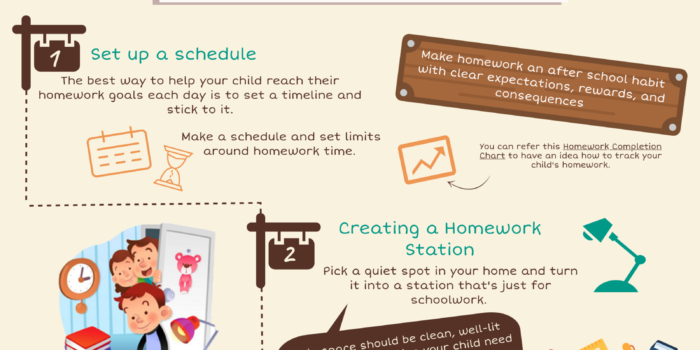 1
Set up a schedule
The best way to help your child reach their
homework goals each day is to set a timeline and
stick to it.
Make a schedule and set limits
around homework time.
Make homework an after school habit
with clear expectations, rewards, and
consequences
You can refer this Homework Completion
Chart to have an idea how to track your
child's homework.
2
Creating a Homework
Station
Pick a quiet spot in your home and turn
it into a station that's just for
schoolwork.
space should be clean, well-lit
your child need